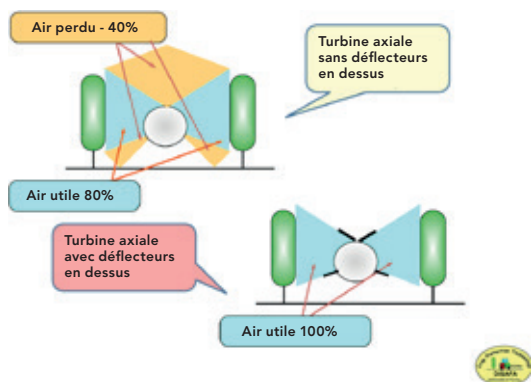 Air perdu - 40%
Turbine axiale
sans déflecteurs
en dessus
Air utile 80%
Turbine axiale
avec déflecteurs
en dessus
Air utile 100%